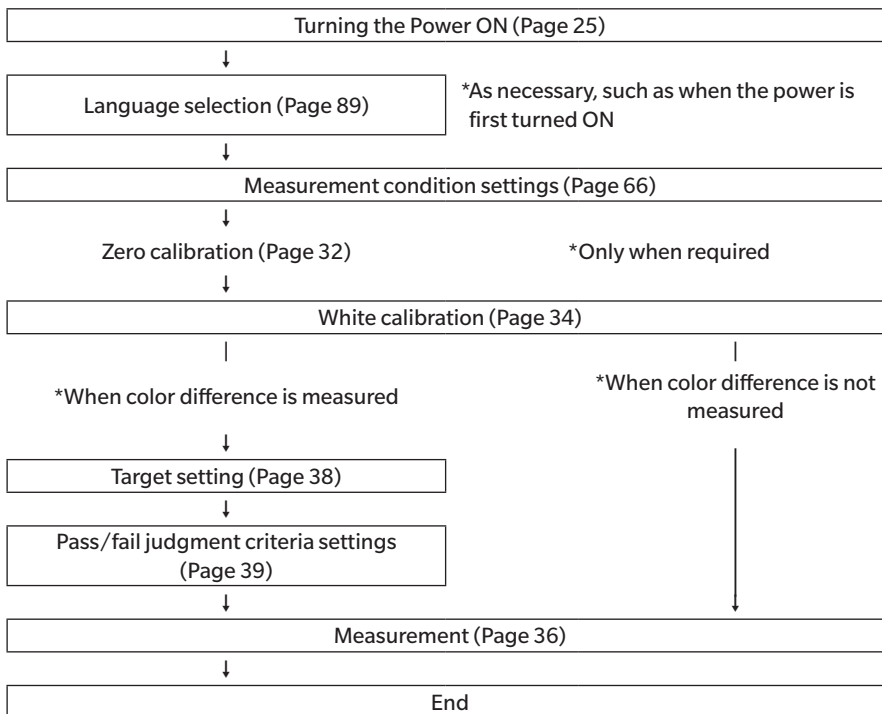 Turning the Power ON (Page 25)
↓
Language selection (Page 89)
*As necessary, such as when the power is
first turned ON
↓
Measurement condition settings (Page 66)
↓
Zero calibration (Page 32)
*Only when required
↓
White calibration (Page 34)
*When color difference is measured
*When color difference is not
measured
↓
Target setting (Page 38)
↓
Pass/fail judgment criteria settings
(Page 39)
↓
Measurement (Page 36)
↓
End